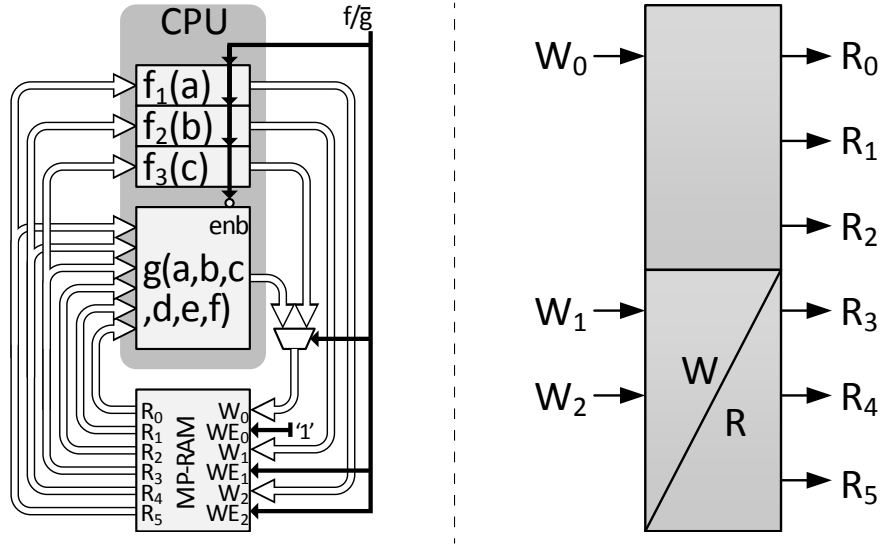 CPU
f/g̅
f₁(a)
f₂(b)
f₃(c)
enb
g(a,b,c
,d,e,f)
MP-RAM
R₀
R₁
R₂
R₃
R₄
R₅
W₀
WE₀
‘1’
W₁
WE₁
W₂
WE₂
W₀
W₁
W₂
W
R
R₀
R₁
R₂
R₃
R₄
R₅